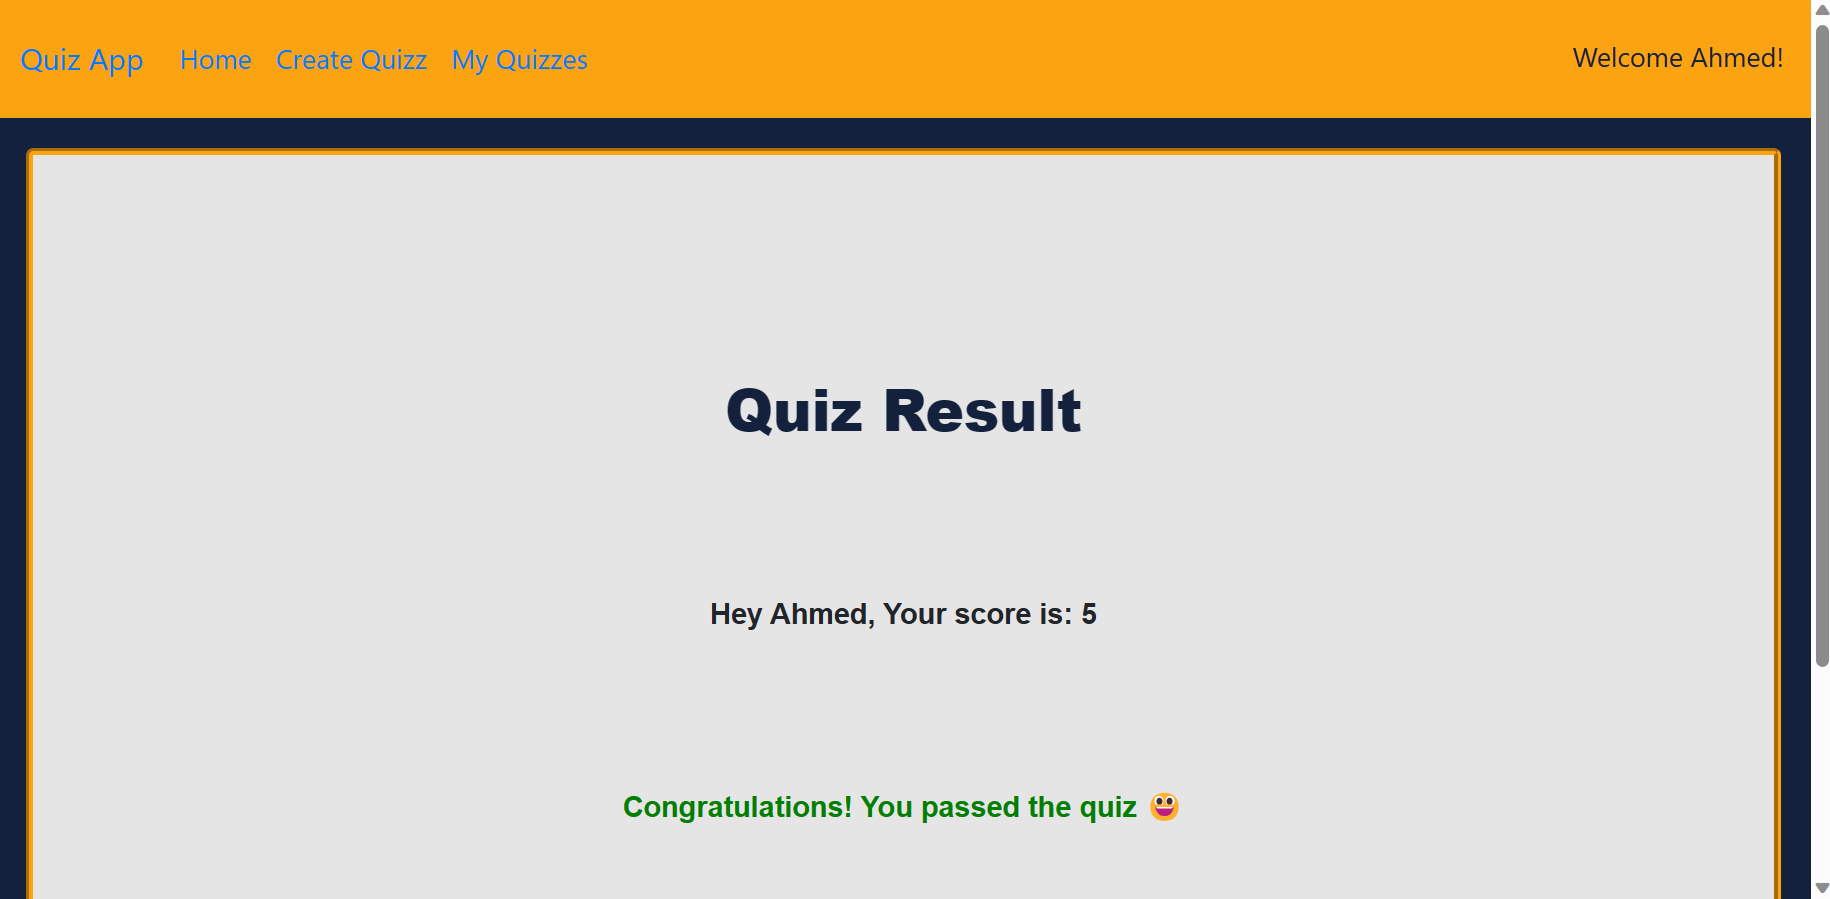 Quiz App Home Create Quizz My Quizzes Welcome Ahmed!
Quiz Result
Hey Ahmed, Your score is: 5
Congratulations! You passed the quiz 😀